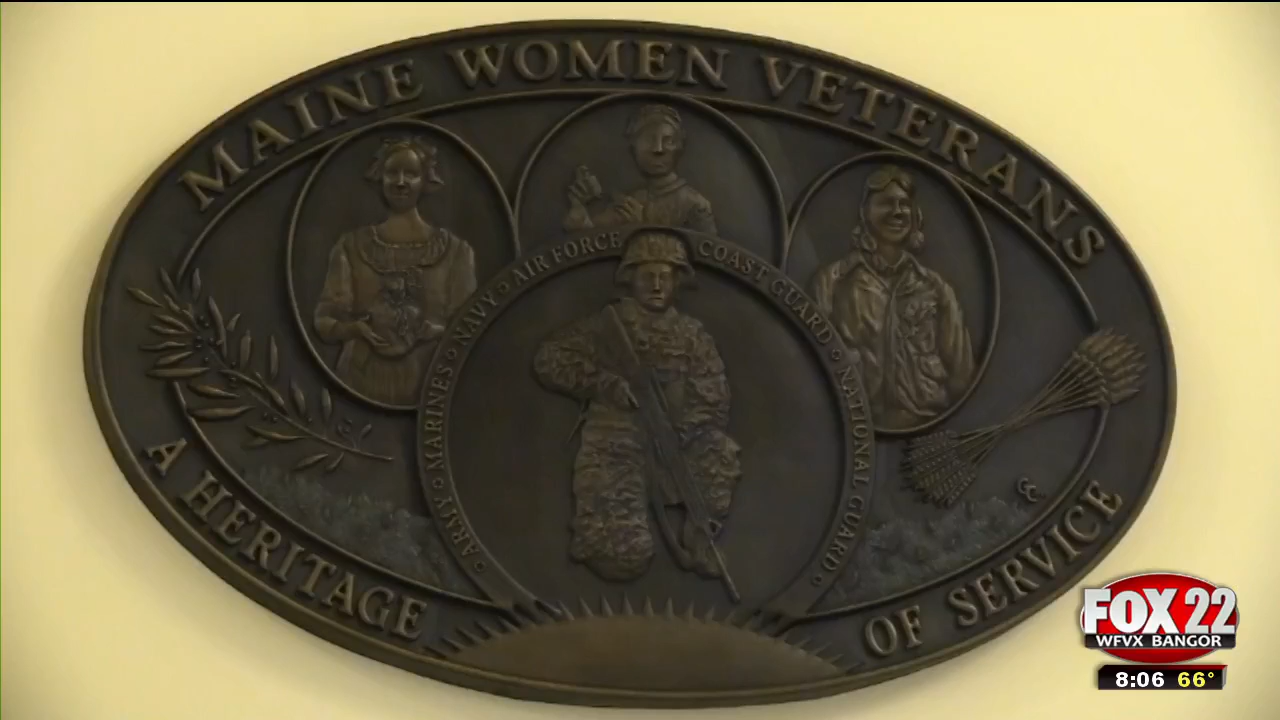 MAINE WOMEN VETERANS
ARMY ○ MARINES ○ NAVY ○ AIR FORCE COAST GUARD ○ NATIONAL GUARD
A HERITAGE OF SERVICE
GC
FOX 22
WFVX BANGOR
8:06 66°